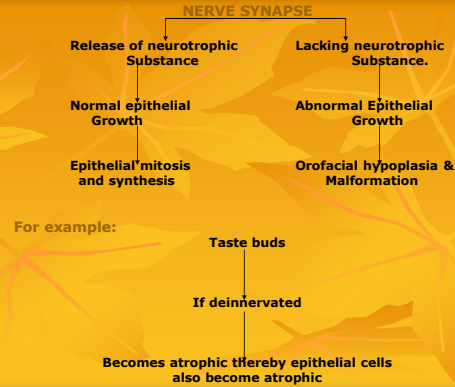 NERVE SYNAPSE
Release of neurotrophic
Substance
Lacking neurotrophic
Substance.
Normal epithelial
Growth
Abnormal Epithelial
Growth
Epithelial mitosis
and synthesis
Orofacial hypoplasia &
Malformation
For example:
Taste buds
If deinnervated
Becomes atrophic thereby epithelial cells
also become atrophic